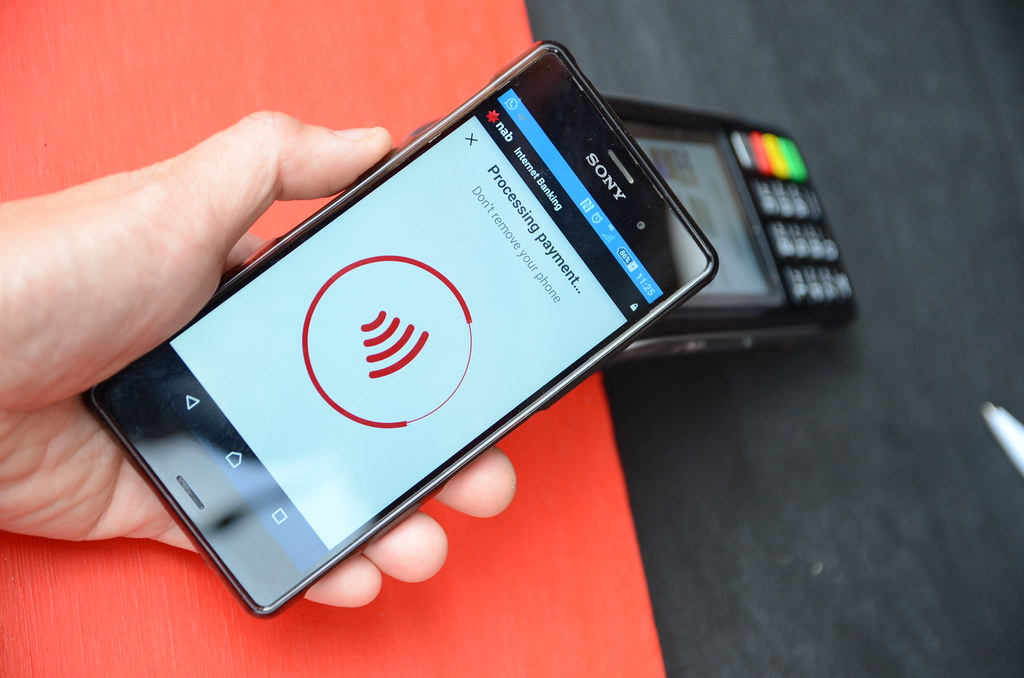 SONY
11:25
nab
Internet Banking
Processing payment...
Don't remove your phone